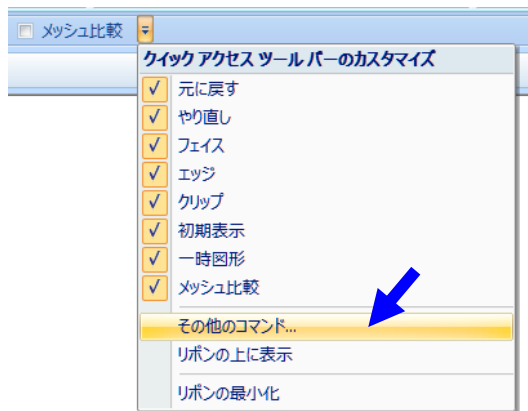 メッシュ比較
クイック アクセス ツール バーのカスタマイズ
元に戻す
やり直し
フェイス
エッジ
クリップ
初期表示
一時図形
メッシュ比較
その他のコマンド...
リボンの上に表示
リボンの最小化